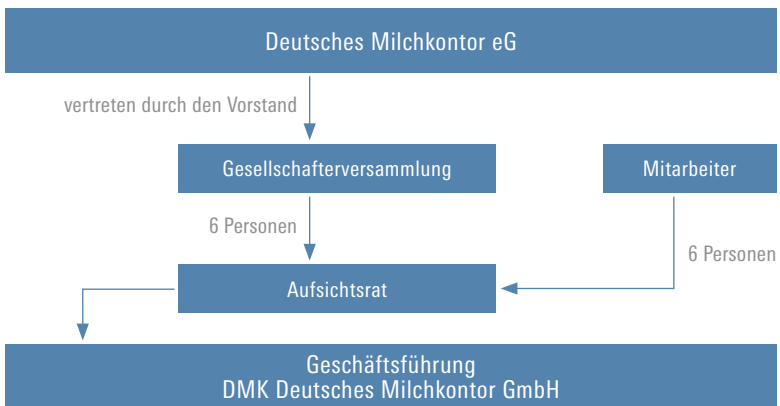 Deutsches Milchkontor eG
vertreten durch den Vorstand
Gesellschafterversammlung
Mitarbeiter
6 Personen
6 Personen
Aufsichtsrat
Geschäftsführung
DMK Deutsches Milchkontor GmbH